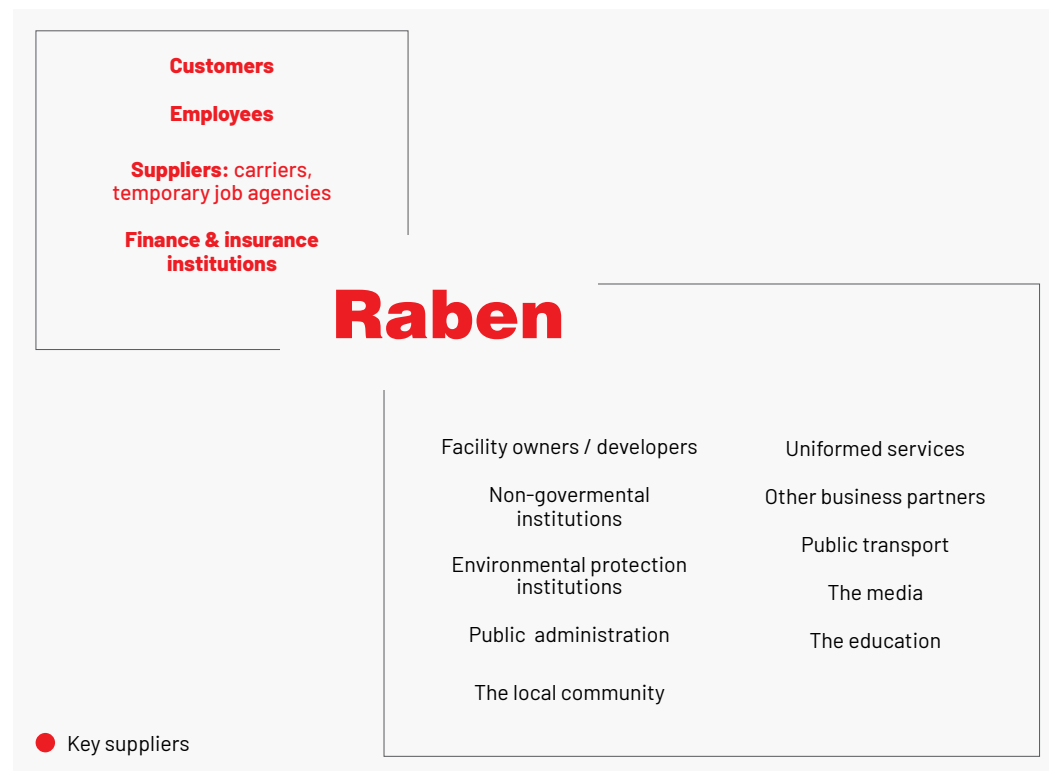 Customers
Employees
Suppliers: carriers,
temporary job agencies
Finance & insurance
institutions
Raben
Facility owners / developers
Non-govermental
institutions
Environmental protection
institutions
Public administration
The local community
Uniformed services
Other business partners
Public transport
The media
The education
Key suppliers